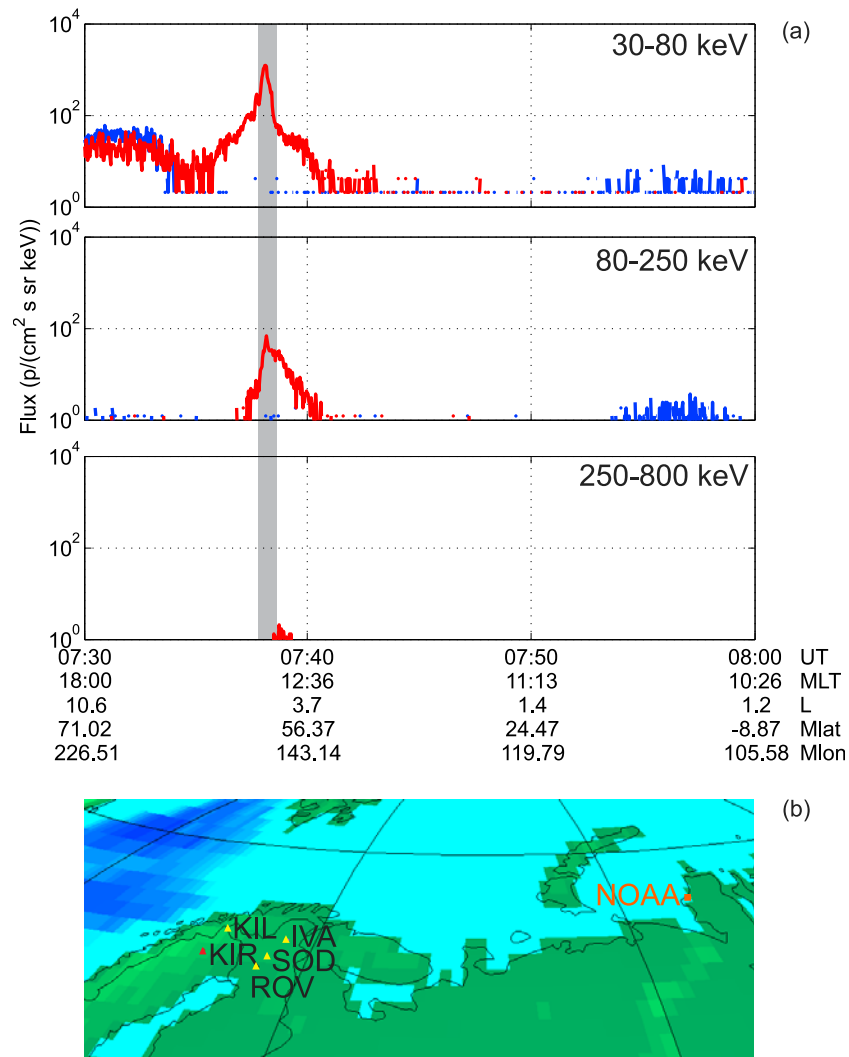 (a)
10⁴
30-80 keV
10²
10⁰
10⁴
80-250 keV
10²
10⁰
10⁴
250-800 keV
10²
10⁰
Flux (p/(cm² s sr keV))
07:30 07:40 07:50 08:00 UT
18:00 12:36 11:13 10:26 MLT
10.6 3.7 1.4 1.2 L
71.02 56.37 24.47 -8.87 Mlat
226.51 143.14 119.79 105.58 Mlon
(b)
NOAA
KIL
IVA
KIR
SOD
ROV